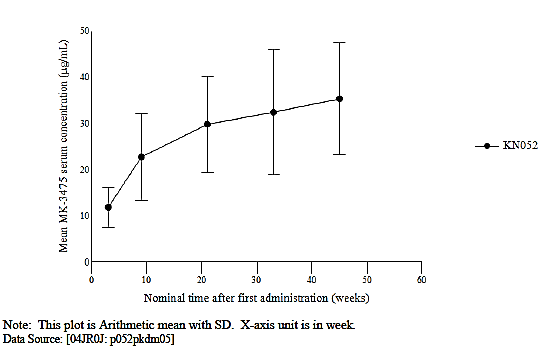 50
40
30
20
10
0
Mean MK-3475 serum concentration (µg/mL)
0 10 20 30 40 50 60
Nominal time after first administration (weeks)
KN052
Note: This plot is Arithmetic mean with SD. X-axis unit is in week.
Data Source: [04JR0J: p052pkdm05]